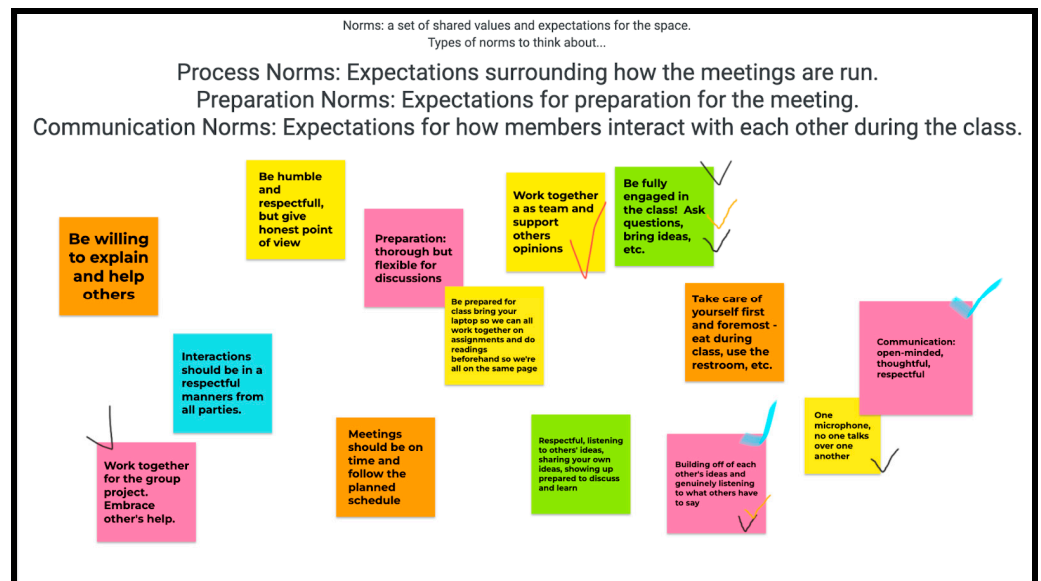 Norms: a set of shared values and expectations for the space.
Types of norms to think about...
Process Norms: Expectations surrounding how the meetings are run.
Preparation Norms: Expectations for preparation for the meeting.
Communication Norms: Expectations for how members interact with each other during the class.
Be willing
to explain
and help
others
Be humble
and
respectfull,
but give
honest point
of view
Preparation:
thorough but
flexible for
discussions
Work together
a as team and
support
others
opinions
Be fully
engaged in
the class! Ask
questions,
bring ideas,
etc.
Be prepared for
class bring your
laptop so we can all
work together on
assignments and do
readings
beforehand so we're
all on the same page
Take care of
yourself first
and foremost -
eat during
class, use the
restroom, etc.
Communication:
open-minded,
thoughtful,
respectful
Interactions
should be in a
respectful
manners from
all parties.
One
microphone,
no one talks
over one
another
Work together
for the group
project.
Embrace
other's help.
Meetings
should be on
time and
follow the
planned
schedule
Respectful, listening
to others' ideas,
sharing your own
ideas, showing up
prepared to discuss
and learn
Building off of each
other's ideas and
genuinely listening
to what others have
to say